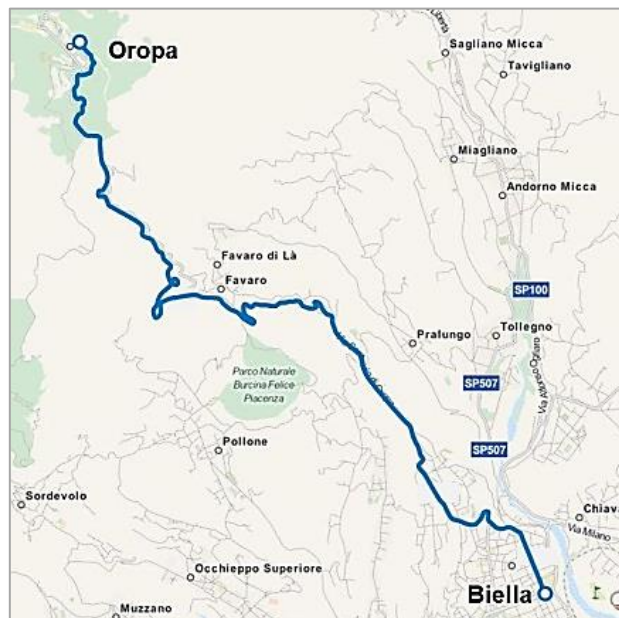 Liberta
Oropa
Sagliano Micca
Tavigliano
Miagliano
Andorno Micca
Favaro di Là
Favaro
SP100
Tollegno
Pralungo
Parco Naturale
Burcina Felice
Piacenza
SP507
Pollone
SP507
Sordevolo
Chiava
Via Milano
Occhieppo Superiore
Biella
Muzzano